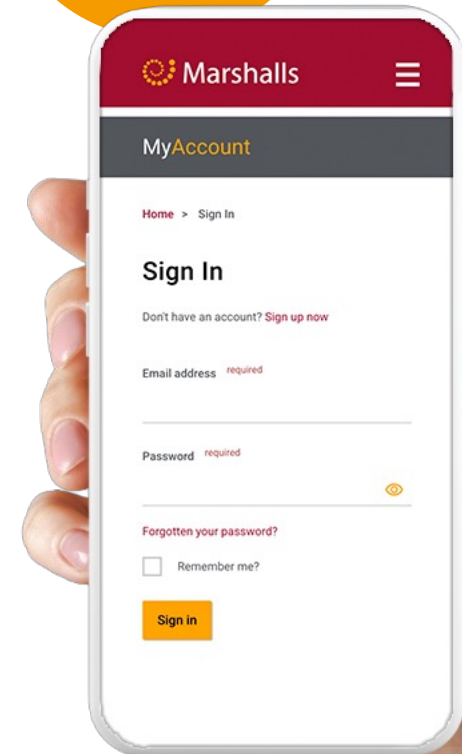 Marshalls
MyAccount
Home > Sign In
Sign In
Don't have an account? Sign up now
Email address required
Password required
Forgotten your password?
Remember me?
Sign in